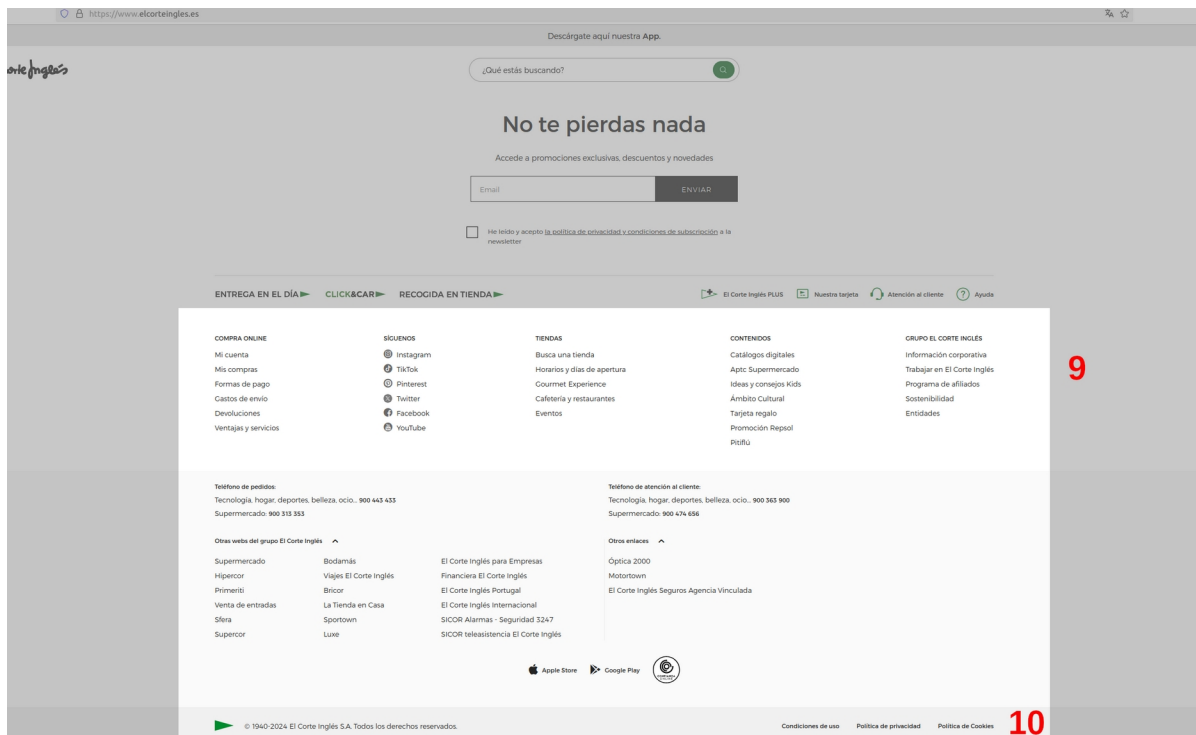 https://www.elcorteingles.es
Descárgate aquí nuestra App.
orte Inglés
¿Qué estás buscando?
No te pierdas nada
Accede a promociones exclusivas, descuentos y novedades
Email
ENVIAR
He leído y acepto la política de privacidad y condiciones de subscripción a la
newsletter
ENTREGA EN EL DÍA CLICK&CAR RECOGIDA EN TIENDA
El Corte Inglés PLUS Nuestra tarjeta Atención al cliente Ayuda
COMPRA ONLINE
Mi cuenta
Mis compras
Formas de pago
Gastos de envío
Devoluciones
Ventajas y servicios
SÍGUENOS
Instagram
TikTok
Pinterest
Twitter
Facebook
YouTube
TIENDAS
Busca una tienda
Horarios y días de apertura
Gourmet Experience
Cafetería y restaurantes
Eventos
CONTENIDOS
Catálogos digitales
Aptc Supermercado
Ideas y consejos Kids
Ámbito Cultural
Tarjeta regalo
Promoción Repsol
Pitiflú
GRUPO EL CORTE INGLÉS
Información corporativa
Trabajar en El Corte Inglés
Programa de afiliados
Sostenibilidad
Entidades
9
Teléfono de pedidos:
Tecnología, hogar, deportes, belleza, ocio... 900 443 433
Supermercado: 900 313 353
Teléfono de atención al cliente:
Tecnología, hogar, deportes, belleza, ocio... 900 363 900
Supermercado: 900 474 656
Otras webs del grupo El Corte Inglés
Supermercado
Hipercor
Primeriti
Venta de entradas
Sfera
Supercor
Bodamás
Viajes El Corte Inglés
Bricor
La Tienda en Casa
Sportown
Luxe
El Corte Inglés para Empresas
Financiera El Corte Inglés
El Corte Inglés Portugal
El Corte Inglés Internacional
SICOR Alarmas - Seguridad 3247
SICOR teleasistencia El Corte Inglés
Otros enlaces
Óptica 2000
Motortown
El Corte Inglés Seguros Agencia Vinculada
Apple Store Google Play
© 1940-2024 El Corte Inglés S.A. Todos los derechos reservados.
Condiciones de uso Política de privacidad Política de Cookies
10